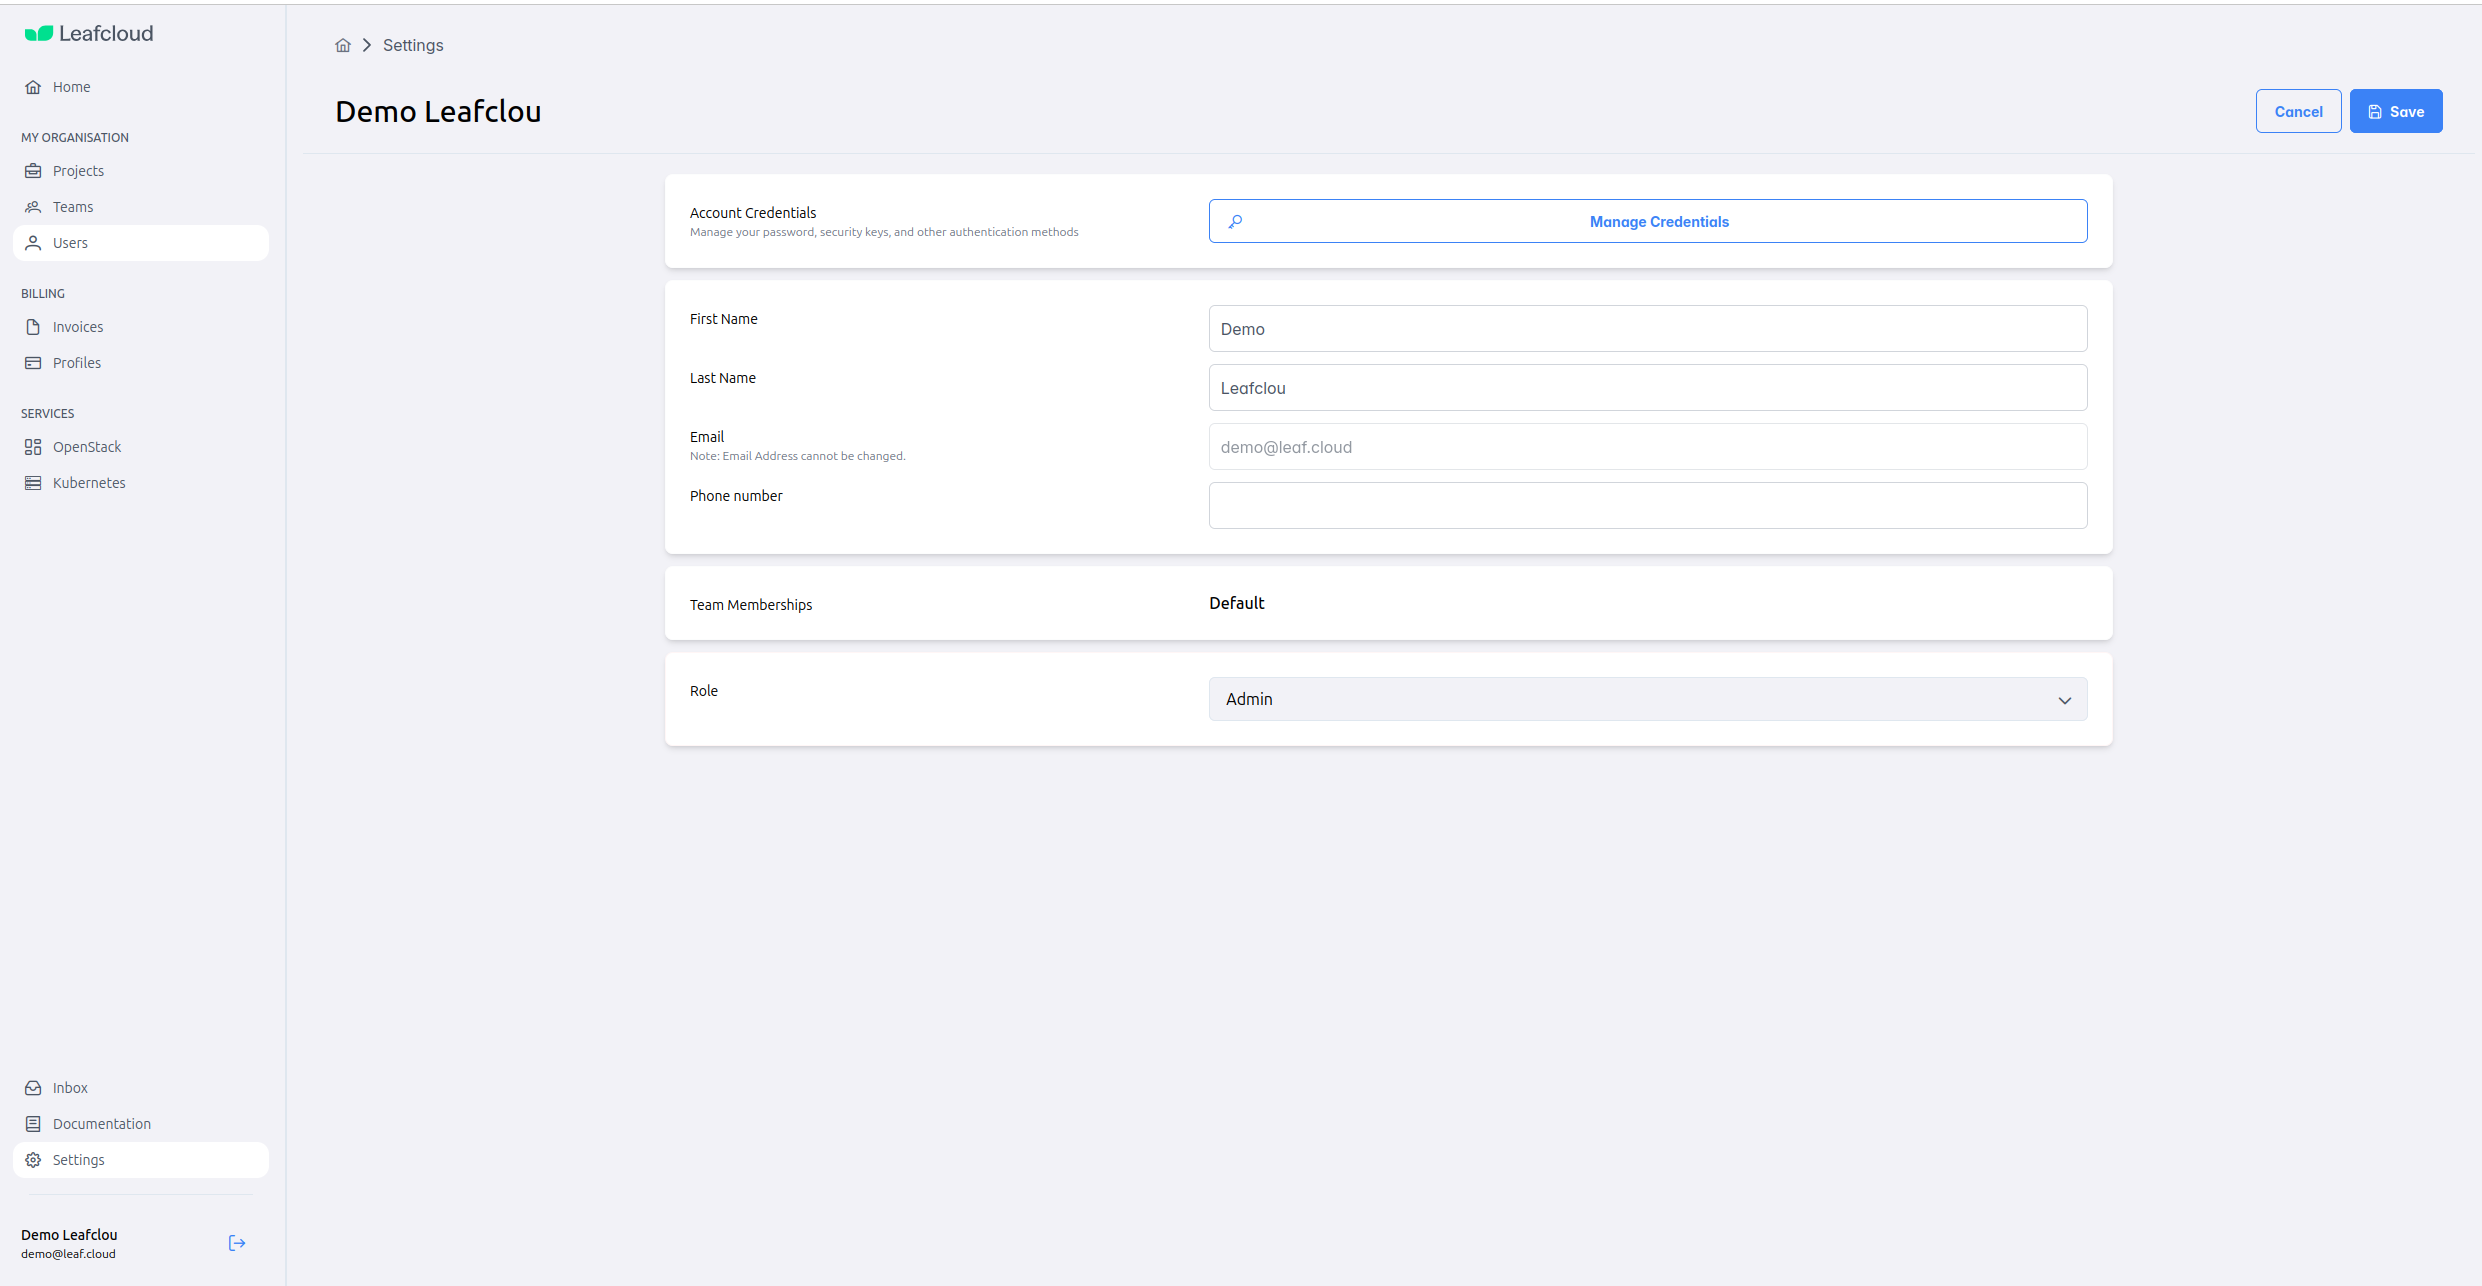 Leafcloud
Home
MY ORGANISATION
Projects
Teams
Users
BILLING
Invoices
Profiles
SERVICES
OpenStack
Kubernetes
Inbox
Documentation
Settings
Demo Leafclou
demo@leaf.cloud
Settings
Demo Leafclou
Cancel
Save
Account Credentials
Manage your password, security keys, and other authentication methods
Manage Credentials
First Name
Demo
Last Name
Leafclou
Email
Note: Email Address cannot be changed.
demo@leaf.cloud
Phone number
Team Memberships
Default
Role
Admin